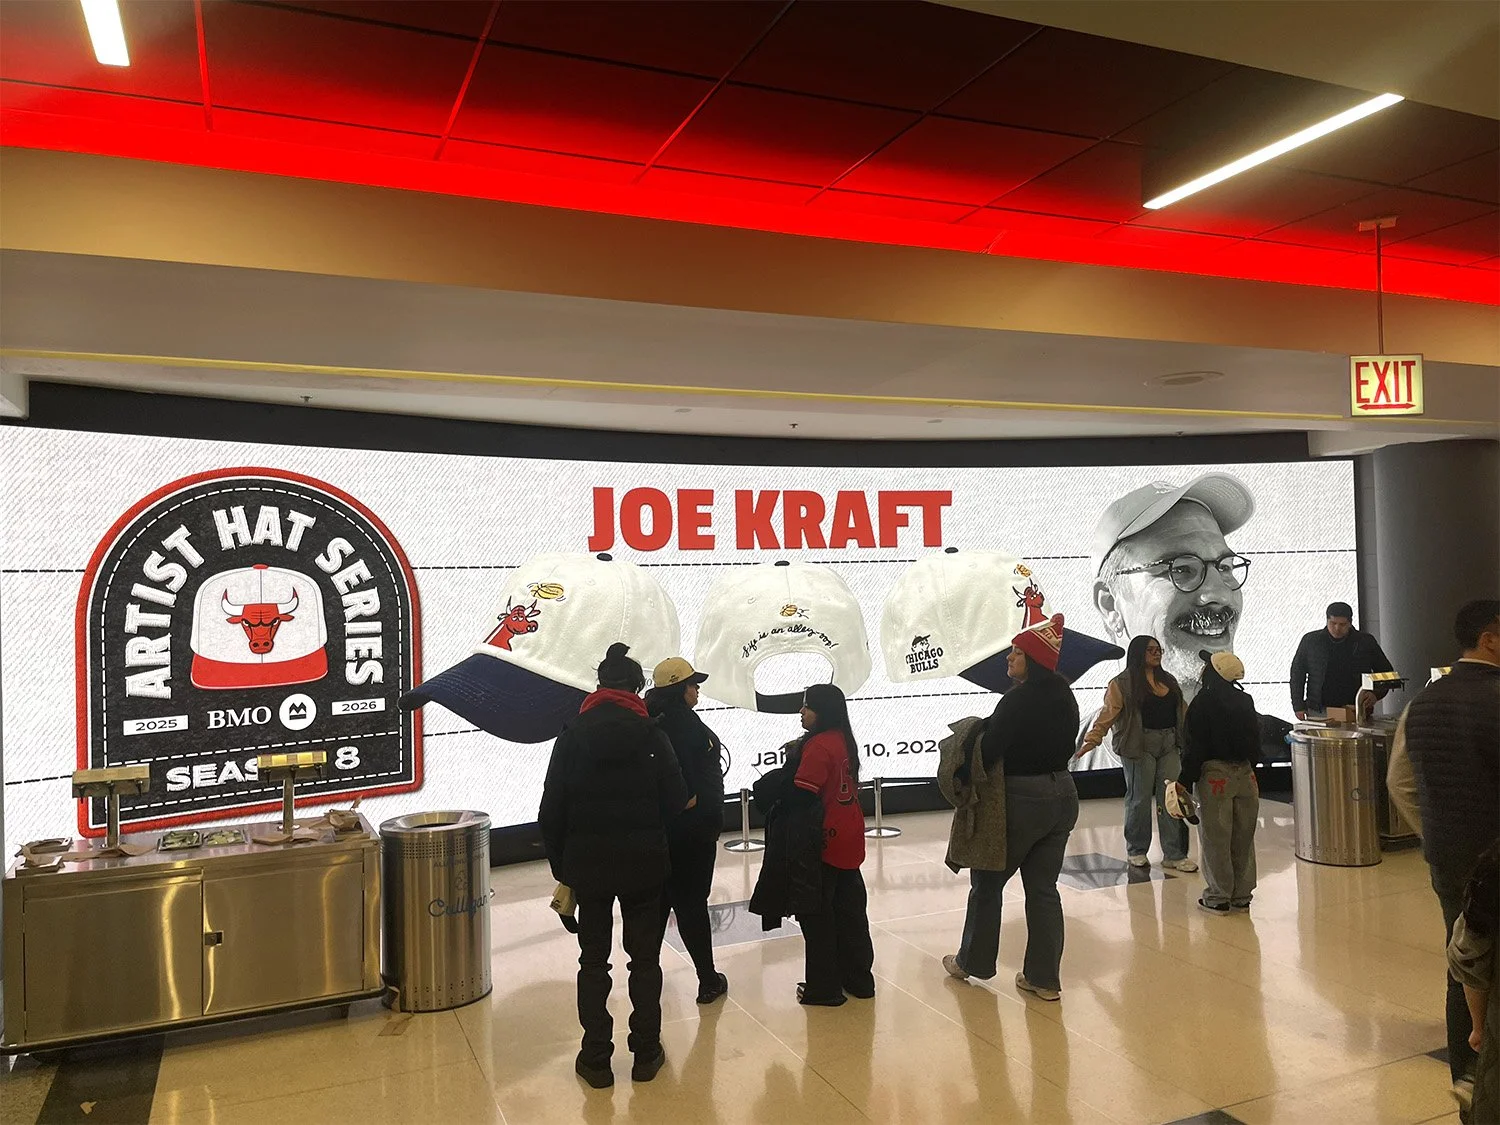 EXIT
JOE KRAFT
ARTIST HAT SERIES
2025 BMO 2026
8
Life is an alley-oop!
CHICAGO
BULLS
10, 202
Culligan